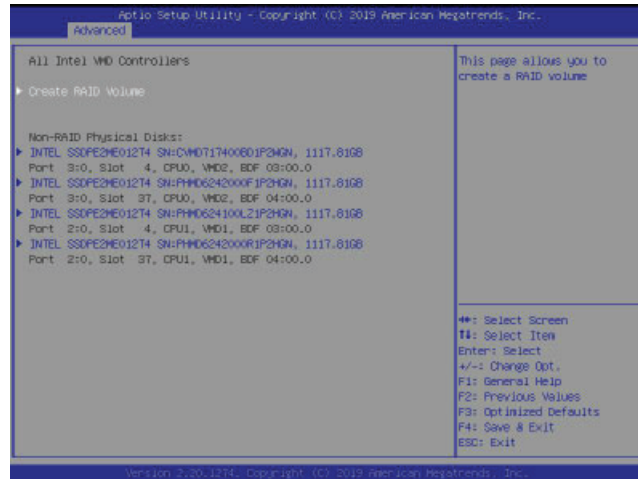 Aptio Setup Utility - Copyright (C) 2019 American Megatrends, Inc.
Advanced
All Intel VMD Controllers
Create RAID Volume
Non-RAID Physical Disks:
INTEL SSDPE2ME012T4 SN:CVMD717400BD1P2WGN, 1117.81GB
Port 3:0, Slot 4, CPU0, VMD2, BDF 03:00.0
INTEL SSDPE2ME012T4 SN:PHMD6242000F1P2HGN, 1117.81GB
Port 3:0, Slot 37, CPU0, VMD2, BDF 04:00.0
INTEL SSDPE2ME012T4 SN:PHMD624100LZ1P2HGN, 1117.81GB
Port 2:0, Slot 4, CPU1, VMD1, BDF 03:00.0
INTEL SSDPE2ME012T4 SN:PHMD6242000R1P2HGN, 1117.81GB
Port 2:0, Slot 37, CPU1, VMD1, BDF 04:00.0
This page allows you to
create a RAID volume
: Select Screen
↑↓: Select Item
Enter: Select
+/-: Change Opt.
F1: General Help
F2: Previous Values
F3: Optimized Defaults
F4: Save & Exit
ESC: Exit
Version 2.20.1274. Copyright (C) 2019 American Megatrends, Inc.